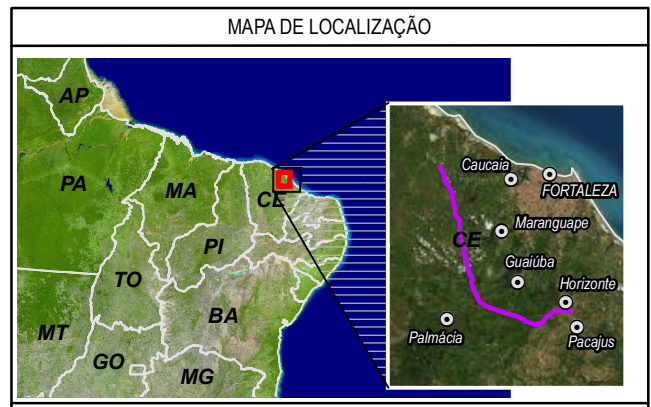 MAPA DE LOCALIZAÇÃO
AP
PA
MA
CE
PI
TO
BA
MT
GO
MG
Caucaia
FORTALEZA
Maranguape
CE
Guaiúba
Horizonte
Palmácia
Pacajus